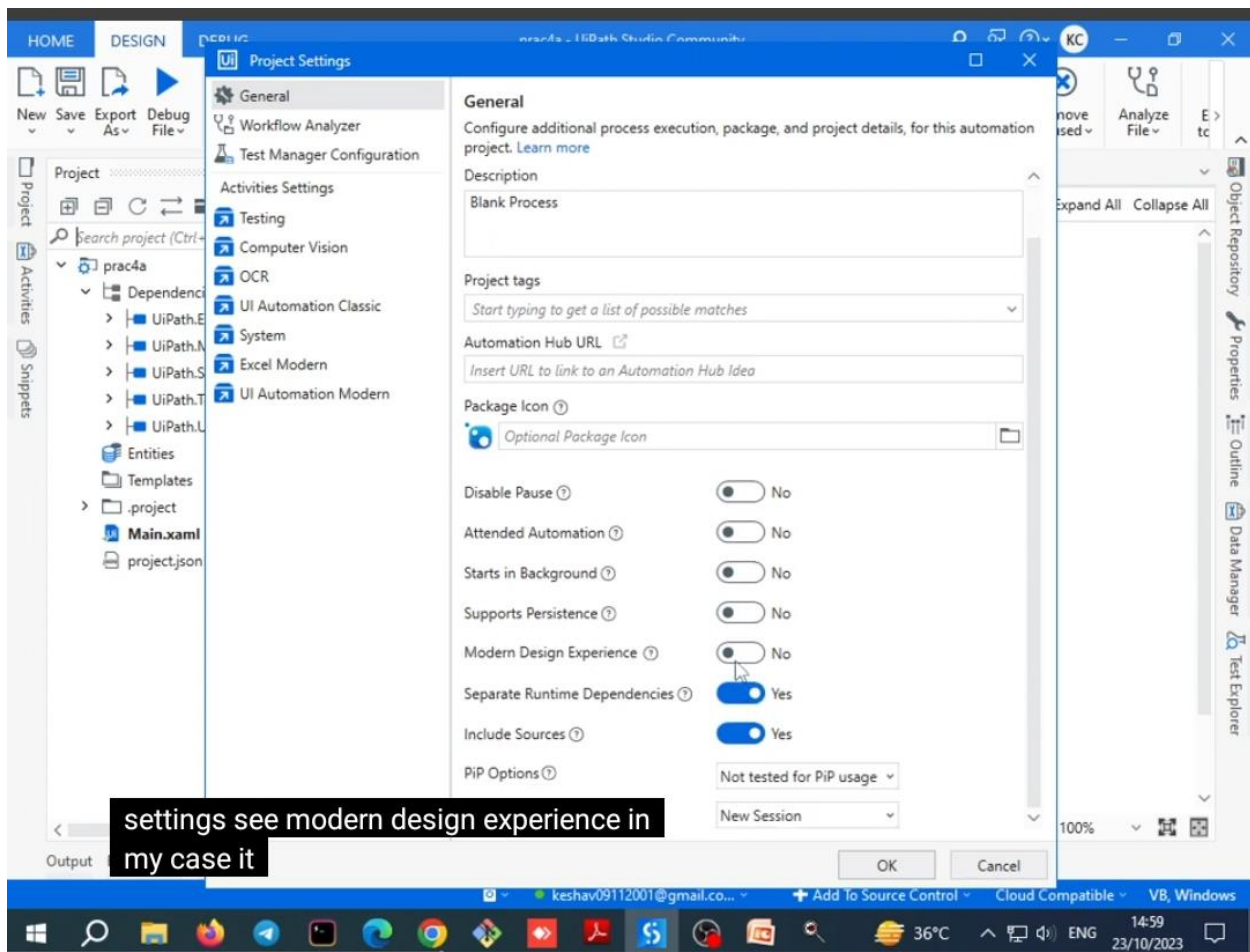 HOME DESIGN DEBUG prac4a - UiPath Studio Community KC
Ui Project Settings
New Save Export As Debug File
Analyze File
Project
Search project (Ctrl+
prac4a
Dependenci
UiPath.E
UiPath.N
UiPath.S
UiPath.T
UiPath.U
Entities
Templates
.project
Main.xaml
project.json
Project
Activities
Snippets
General
Workflow Analyzer
Test Manager Configuration
Activities Settings
Testing
Computer Vision
OCR
UI Automation Classic
System
Excel Modern
UI Automation Modern
General
Configure additional process execution, package, and project details, for this automation
project. Learn more
Description
Blank Process
Project tags
Start typing to get a list of possible matches
Automation Hub URL
Insert URL to link to an Automation Hub Idea
Package Icon
Optional Package Icon
Disable Pause No
Attended Automation No
Starts in Background No
Supports Persistence No
Modern Design Experience No
Separate Runtime Dependencies Yes
Include Sources Yes
PiP Options Not tested for PiP usage
New Session
OK Cancel
Expand All Collapse All
Object Repository
Properties
Outline
Data Manager
Test Explorer
100%
settings see modern design experience in
my case it
Output
keshav09112001@gmail.co... Add To Source Control Cloud Compatible VB, Windows
36°C ENG 14:59
23/10/2023